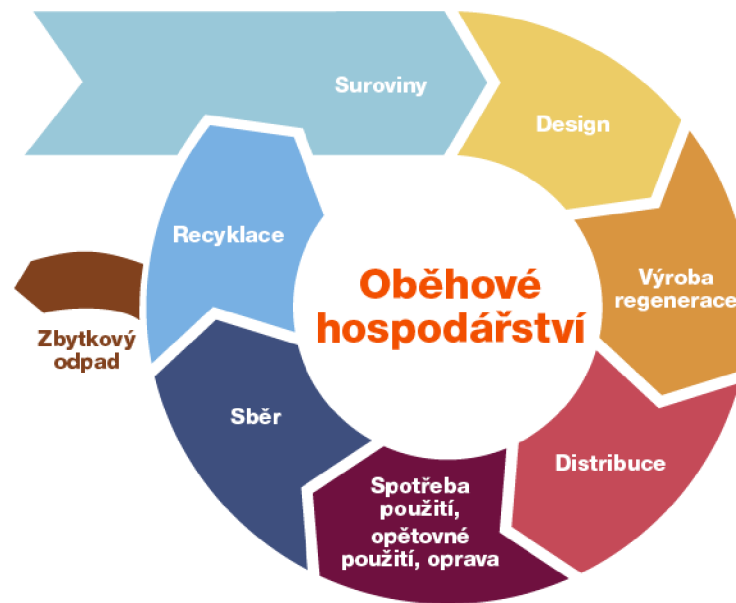 Suroviny
Design
Výroba
regenerace
Distribuce
Spotřeba
použití,
opětovné
použití, oprava
Sběr
Recyklace
Zbytkový
odpad
Oběhové
hospodářství